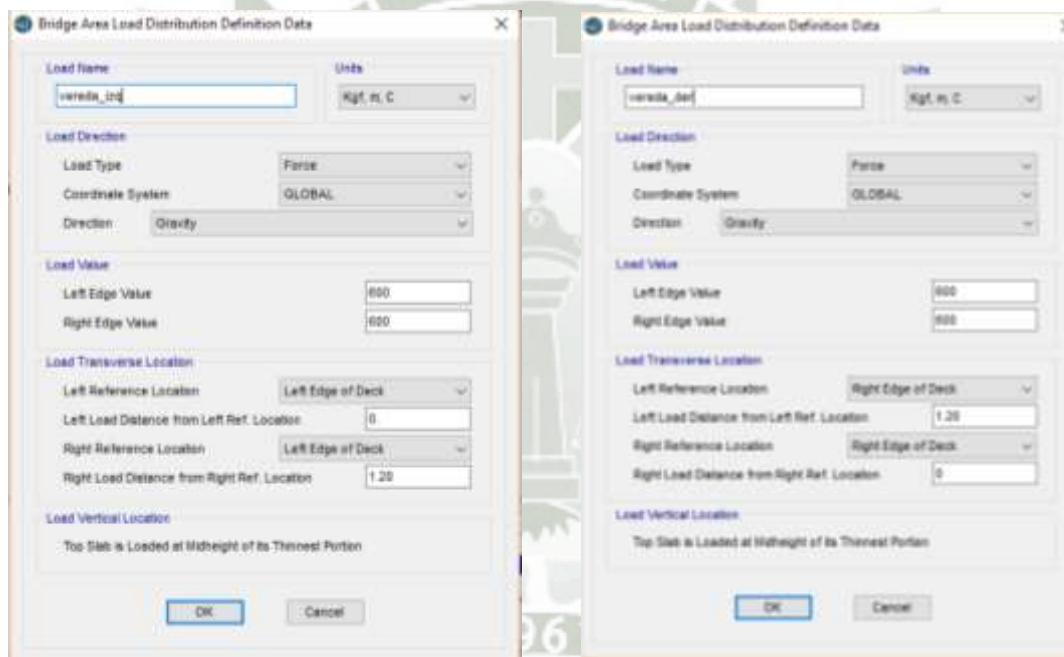 Bridge Area Load Distribution Definition Data
Load Name
Units
vereda_izq
Kgf, m, C
Load Direction
Load Type Force
Coordinate System GLOBAL
Direction Gravity
Load Value
Left Edge Value 600
Right Edge Value 600
Load Transverse Location
Left Reference Location Left Edge of Deck
Left Load Distance from Left Ref. Location 0.
Right Reference Location Left Edge of Deck
Right Load Distance from Right Ref. Location 1.20
Load Vertical Location
Top Slab is Loaded at Midheight of its Thinnest Portion
OK Cancel
Bridge Area Load Distribution Definition Data
Load Name
Units
vereda_der
Kgf, m, C
Load Direction
Load Type Force
Coordinate System GLOBAL
Direction Gravity
Load Value
Left Edge Value 600
Right Edge Value 600
Load Transverse Location
Left Reference Location Right Edge of Deck
Left Load Distance from Left Ref. Location 1.20
Right Reference Location Right Edge of Deck
Right Load Distance from Right Ref. Location 0
Load Vertical Location
Top Slab is Loaded at Midheight of its Thinnest Portion
OK Cancel
96